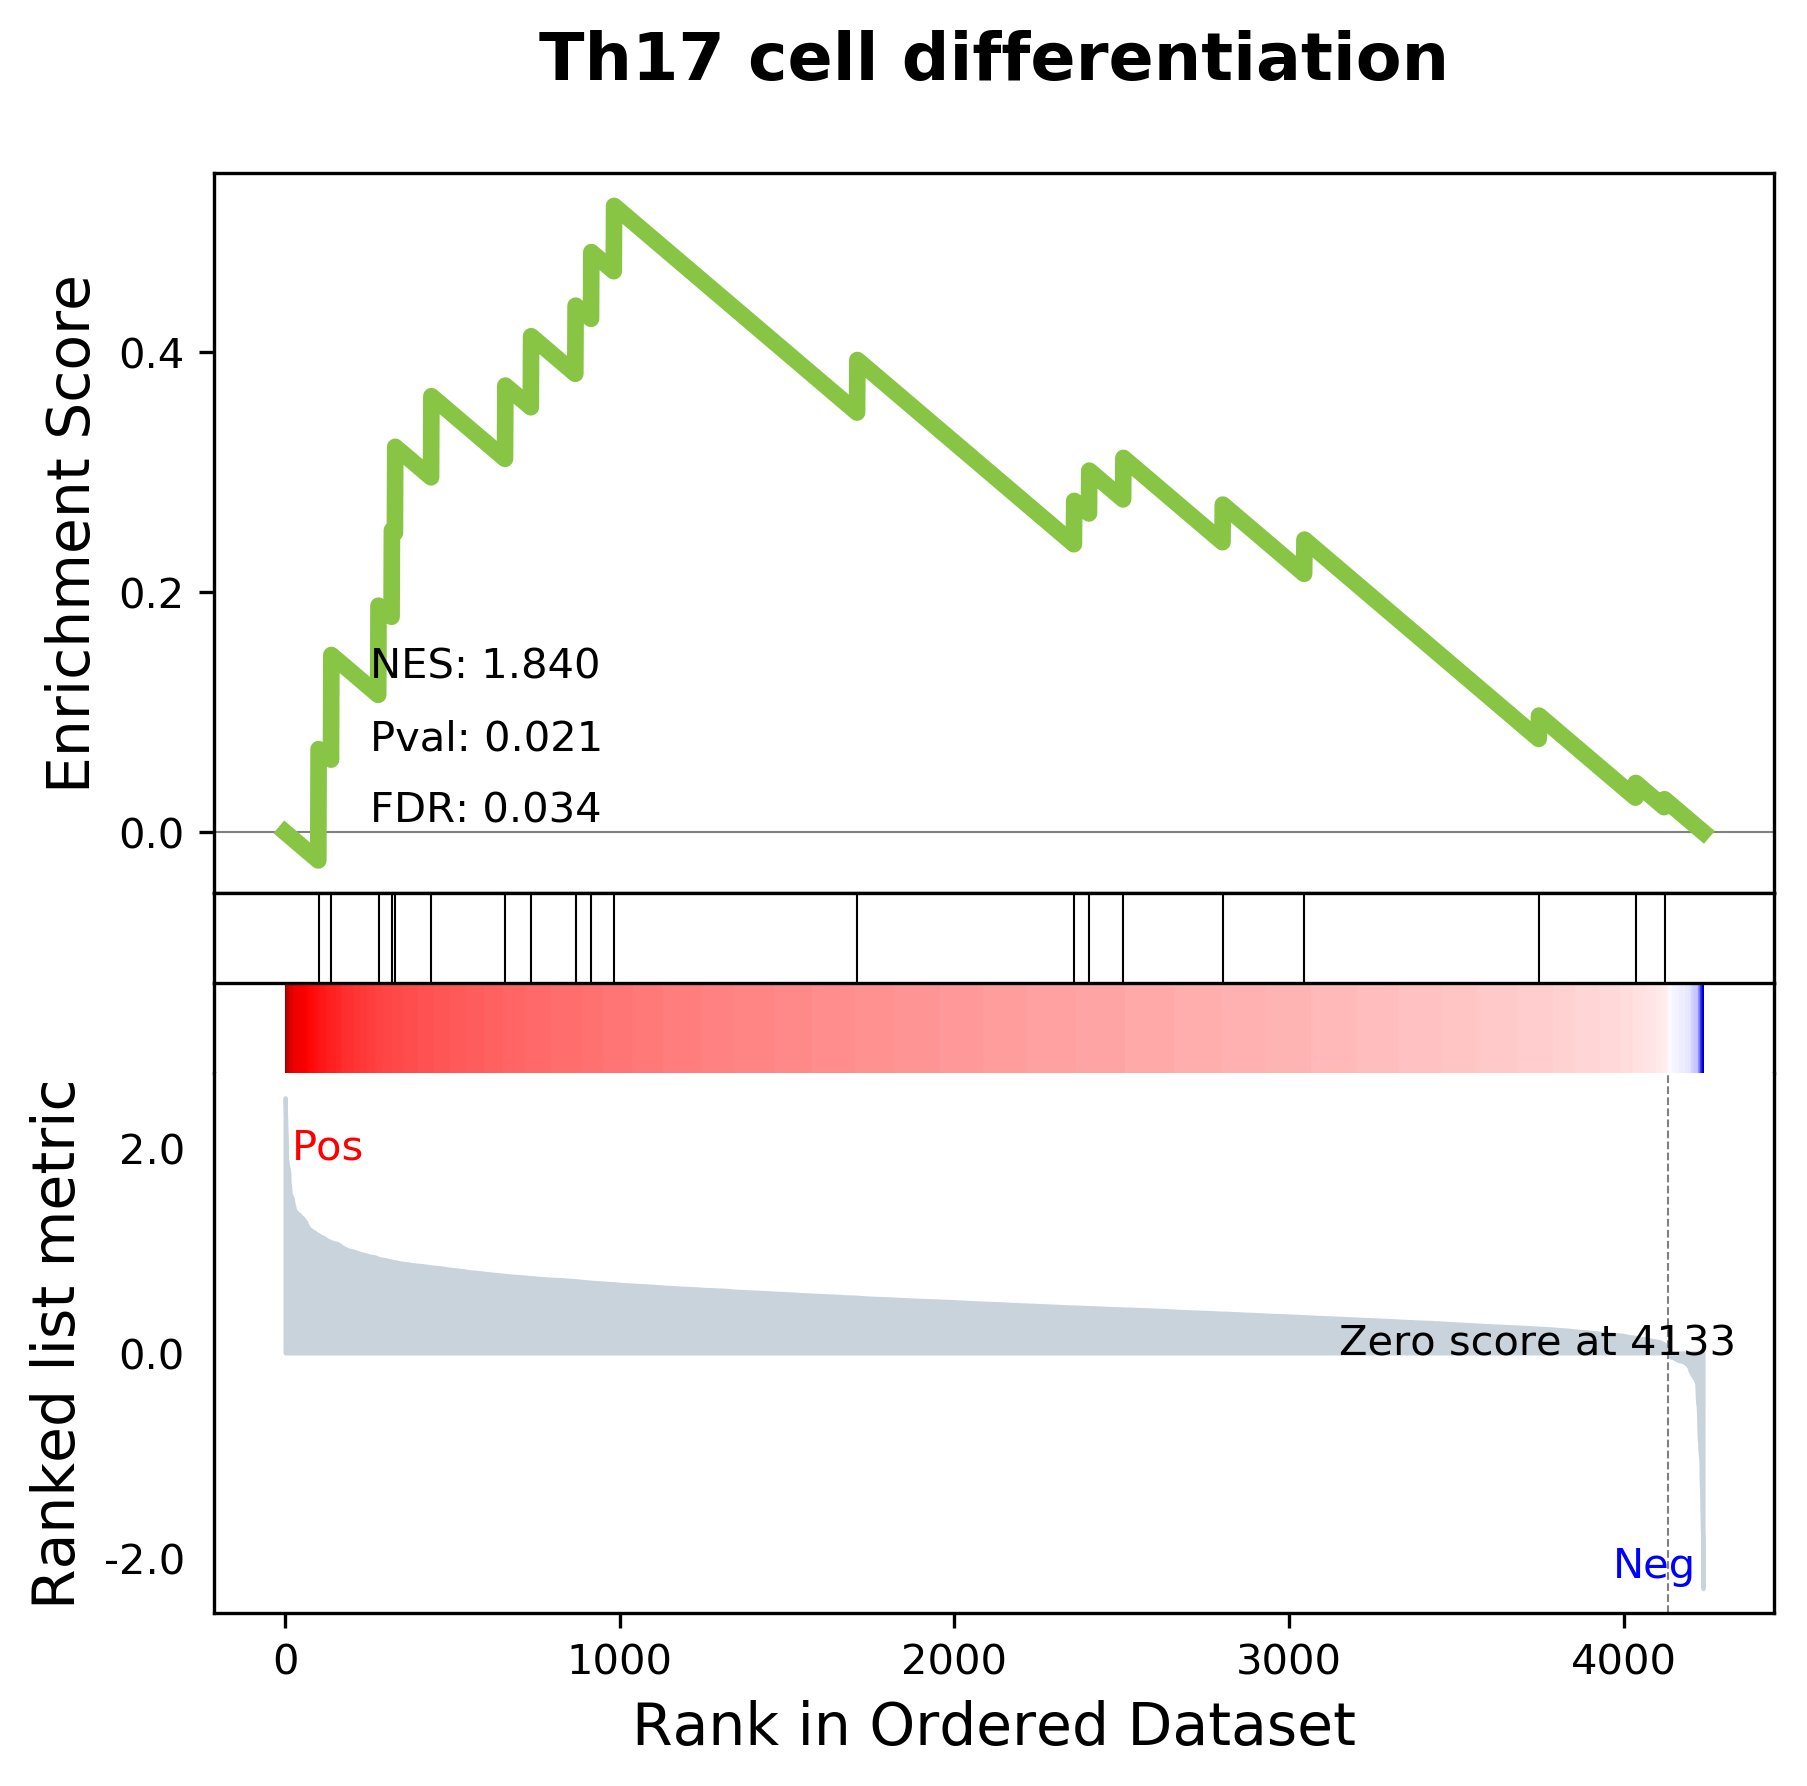 Th17 cell differentiation
Enrichment Score
0.4
0.2
0.0
NES: 1.840
Pval: 0.021
FDR: 0.034
Ranked list metric
2.0
0.0
-2.0
Pos
Zero score at 4133
Neg
0 1000 2000 3000 4000
Rank in Ordered Dataset